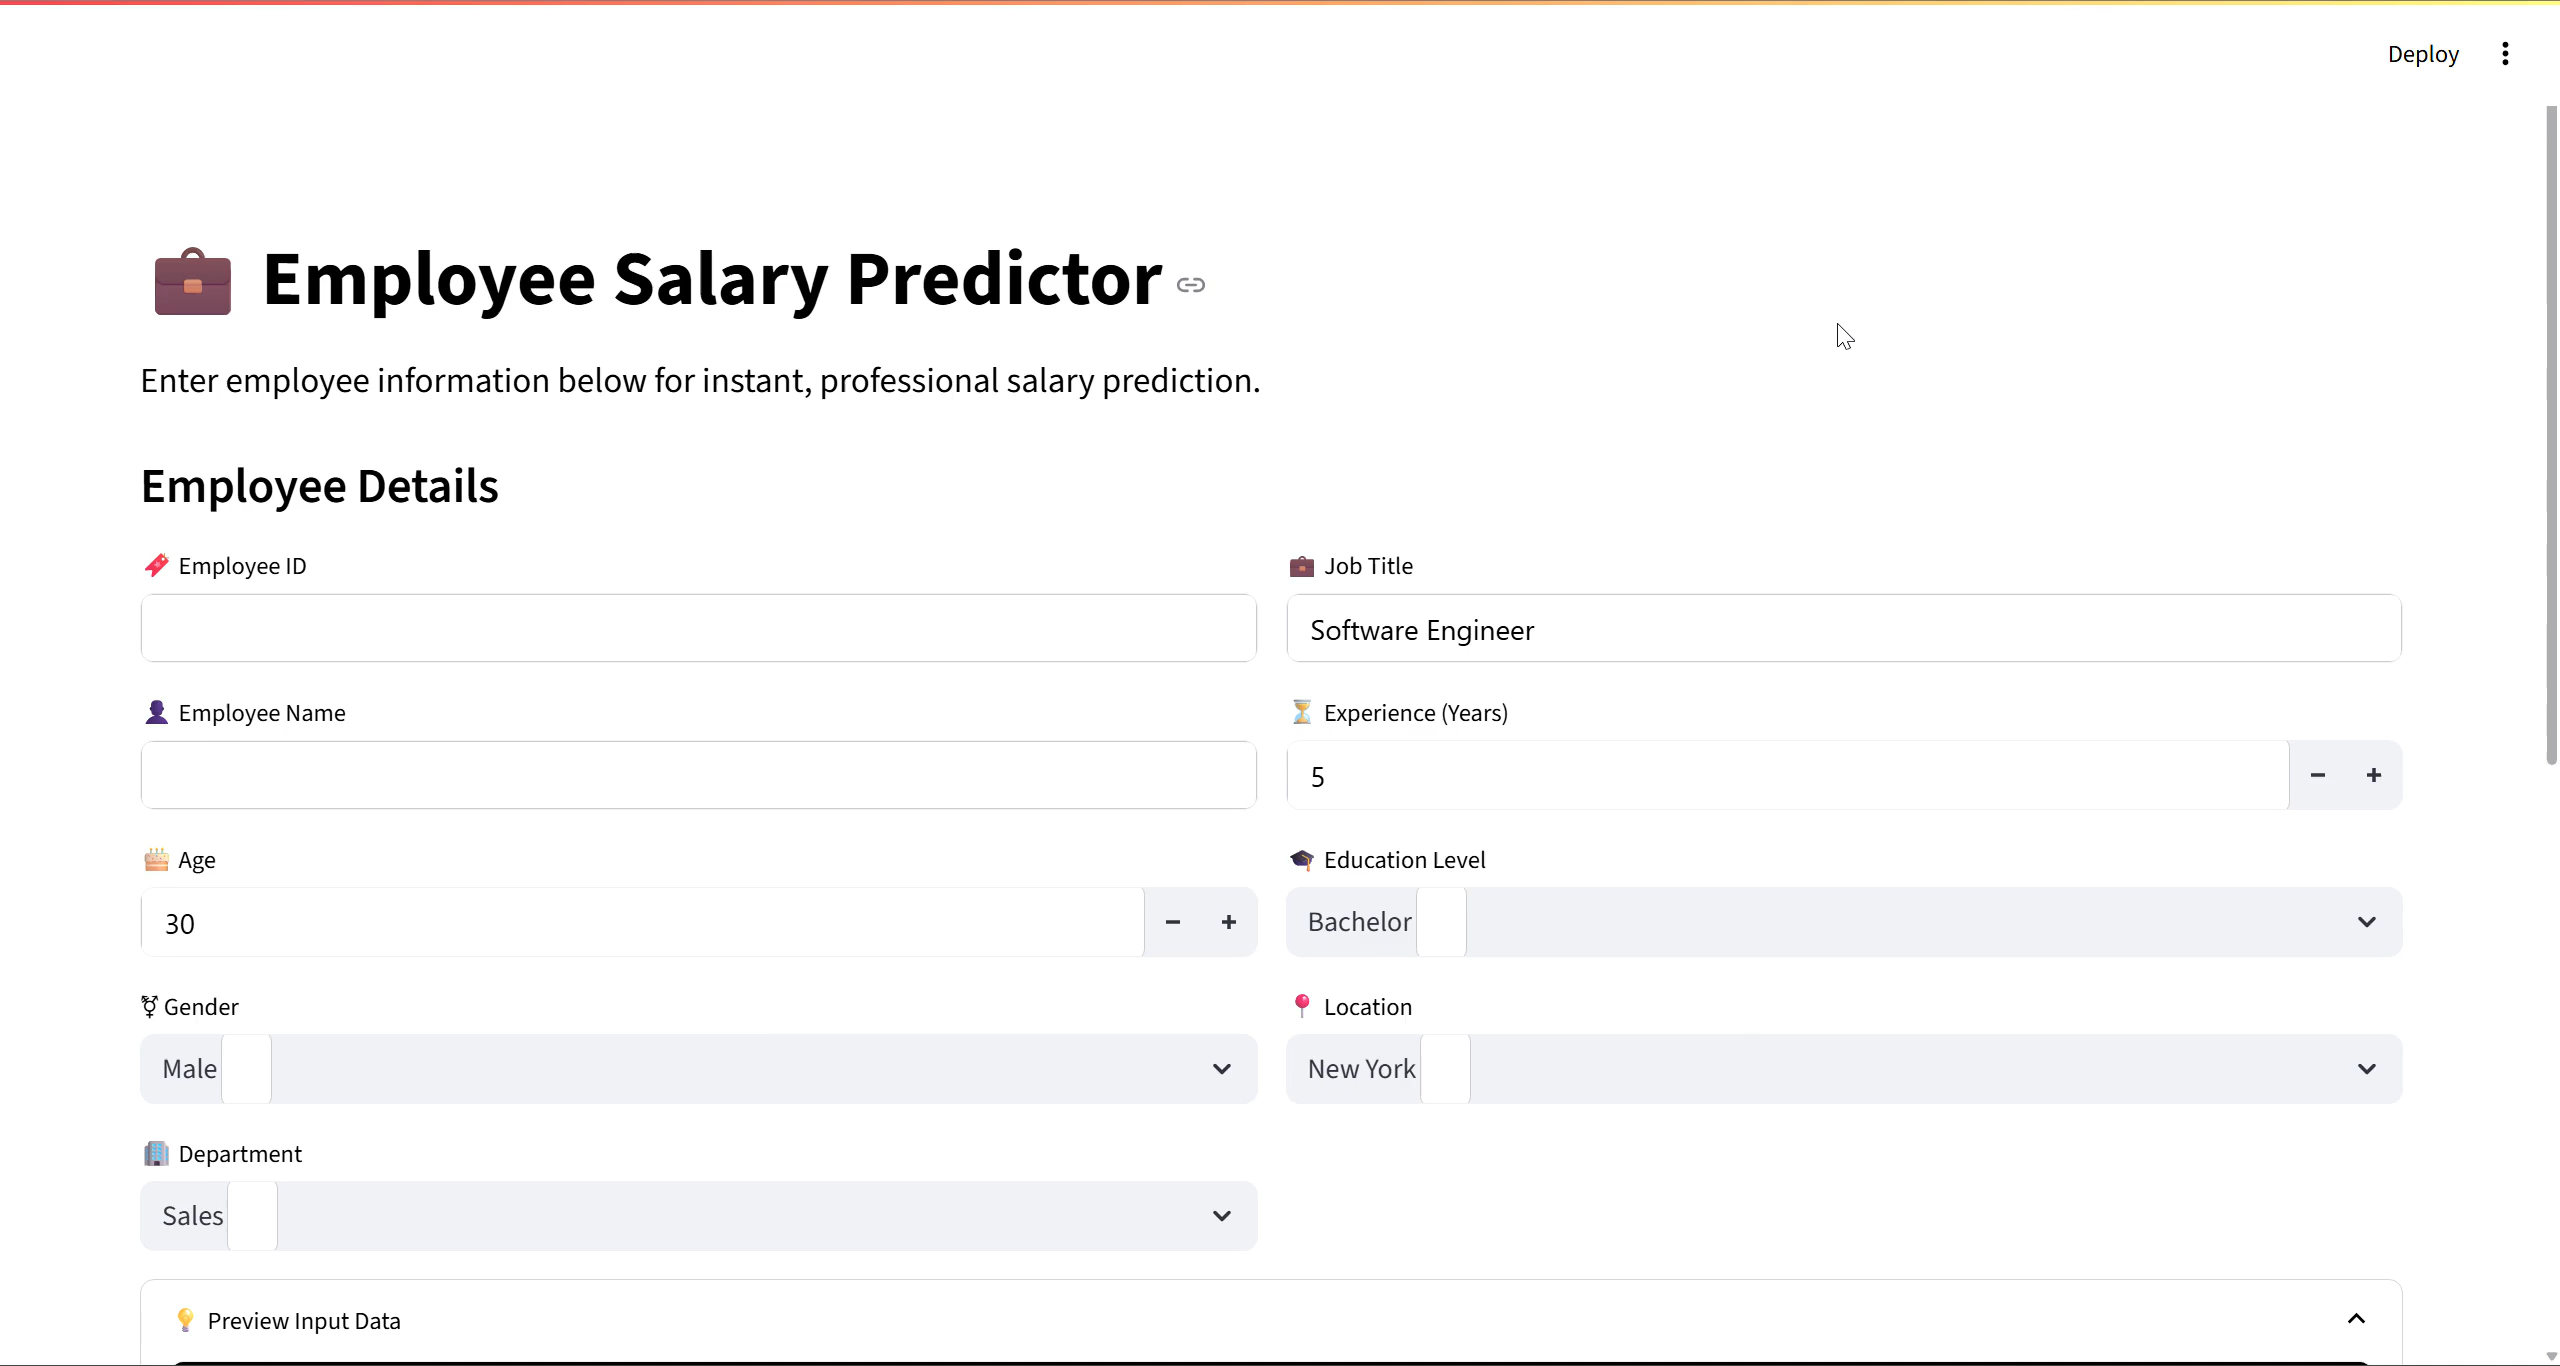 Deploy
Employee Salary Predictor
Enter employee information below for instant, professional salary prediction.
Employee Details
Employee ID
Job Title
Software Engineer
Employee Name
Experience (Years)
5
Age
30
Education Level
Bachelor
Gender
Male
Location
New York
Department
Sales
Preview Input Data